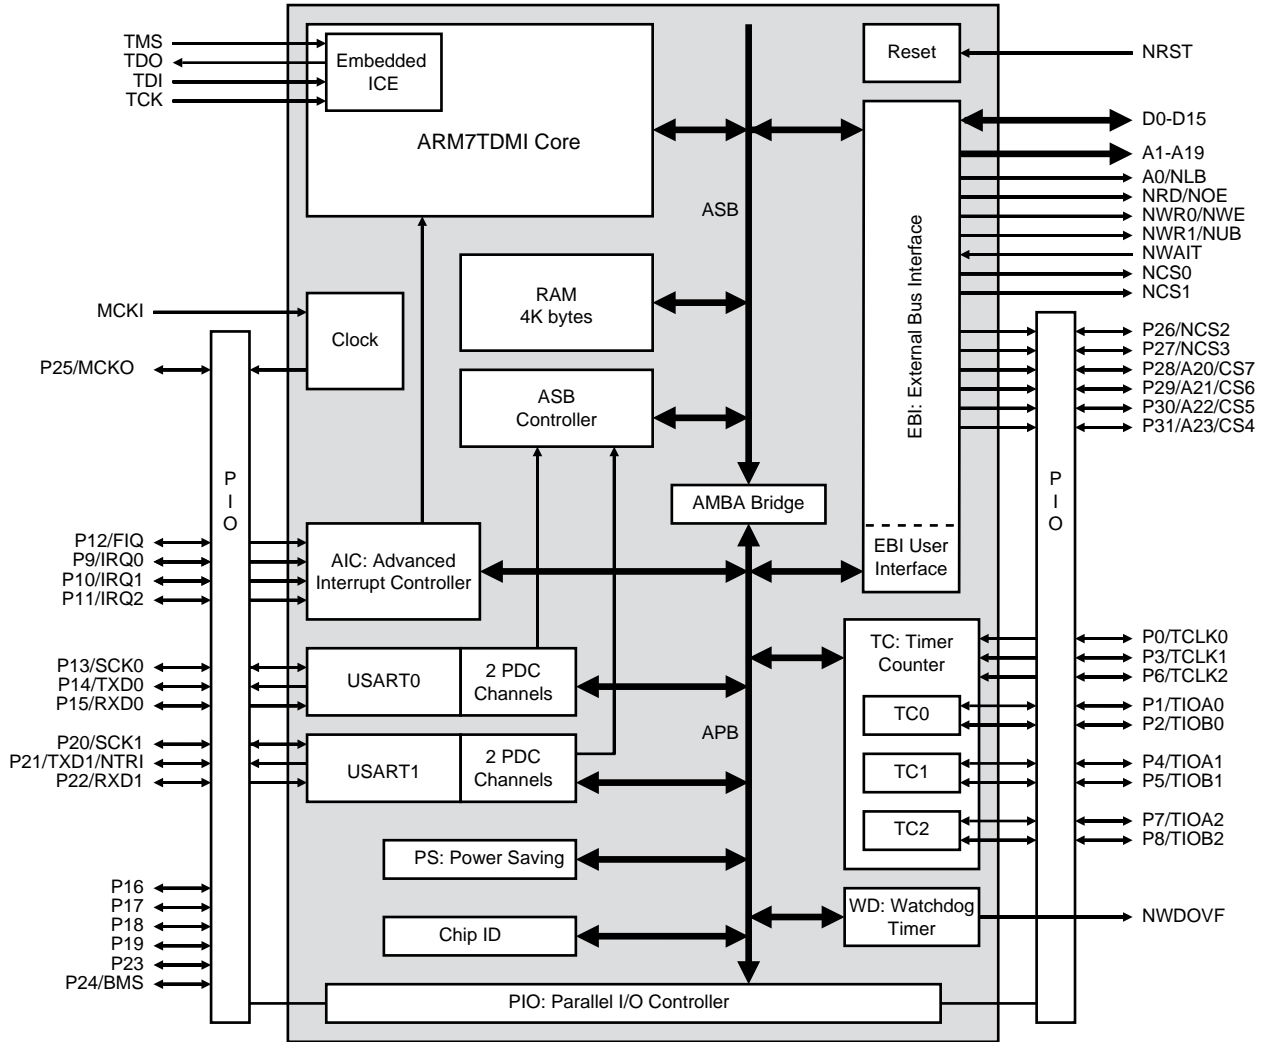 TMS
TDO
TDI
TCK
MCKI
P25/MCKO
P
I
O
P12/FIQ
P9/IRQ0
P10/IRQ1
P11/IRQ2
P13/SCK0
P14/TXD0
P15/RXD0
P20/SCK1
P21/TXD1/NTRI
P22/RXD1
P16
P17
P18
P19
P23
P24/BMS
Embedded
ICE
ARM7TDMI Core
ASB
RAM
4K bytes
Clock
ASB
Controller
AMBA Bridge
AIC: Advanced
Interrupt Controller
USART0
2 PDC
Channels
USART1
2 PDC
Channels
APB
PS: Power Saving
Chip ID
PIO: Parallel I/O Controller
Reset
EBI: External Bus Interface
EBI User
Interface
TC: Timer
Counter
TC0
TC1
TC2
WD: Watchdog
Timer
P
I
O
NRST
D0-D15
A1-A19
A0/NLB
NRD/NOE
NWR0/NWE
NWR1/NUB
NWAIT
NCS0
NCS1
P26/NCS2
P27/NCS3
P28/A20/CS7
P29/A21/CS6
P30/A22/CS5
P31/A23/CS4
P0/TCLK0
P3/TCLK1
P6/TCLK2
P1/TIOA0
P2/TIOB0
P4/TIOA1
P5/TIOB1
P7/TIOA2
P8/TIOB2
NWDOVF